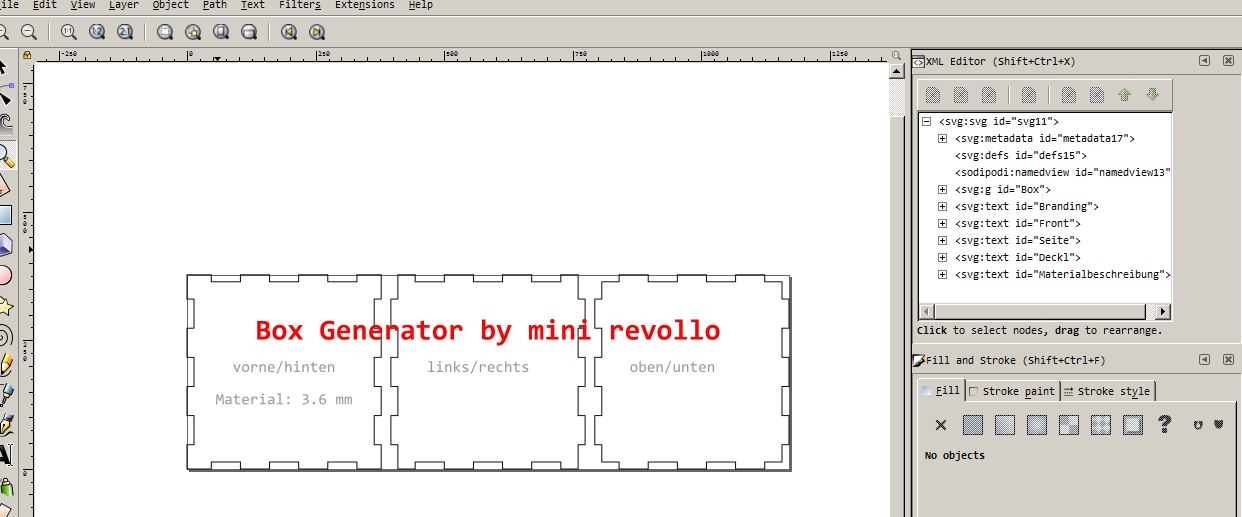 ile Edit View Layer Object Path Text Filters Extensions Help
-250 0 250 500 750 1000 1250
XML Editor (Shift+Ctrl+X)
<svg:svg id="svg11">
<svg:metadata id="metadata17">
<svg:defs id="defs15">
<sodipodi:namedview id="namedview13"
<svg:g id="Box">
<svg:text id="Branding">
<svg:text id="Front">
<svg:text id="Seite">
<svg:text id="Deckl">
<svg:text id="Materialbeschreibung">
Click to select nodes, drag to rearrange.
Box Generator by mini revollo
vorne/hinten links/rechts oben/unten
Material: 3.6 mm
Fill and Stroke (Shift+Ctrl+F)
Fill Stroke paint Stroke style
No objects